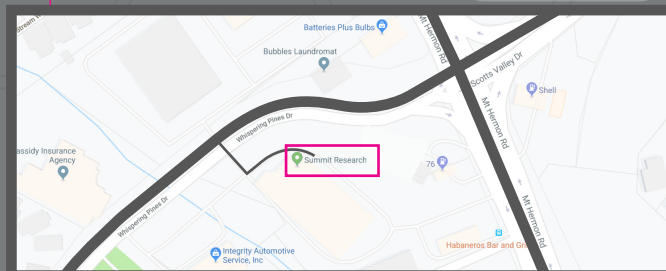 Stream
Batteries Plus Bulbs
Mt Hermon Rd
Bubbles Laundromat
Scotts Valley Dr
Shell
Mt Hermon Rd
Whispering Pines Dr
assidy Insurance
Agency
Summit Research
76
Whispering Pines Dr
Mt Hermon Rd
Integrity Automotive
Service, Inc
Habaneros Bar and Gr